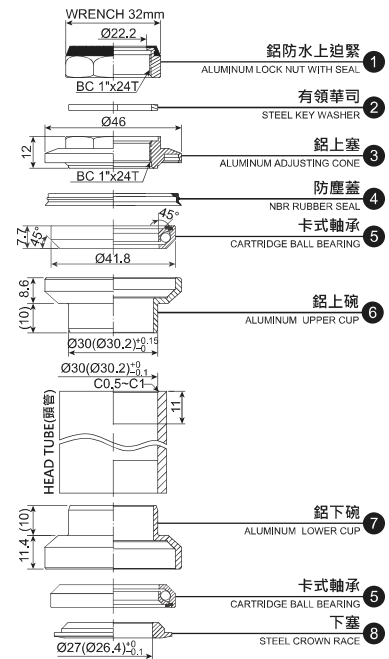 WRENCH 32mm
Ø22.2
鋁防水上迫緊
ALUMINUM LOCK NUT WITH SEAL
1
BC 1"x24T
有領華司
STEEL KEY WASHER
2
Ø46
12
鋁上塞
ALUMINUM ADJUSTING CONE
3
BC 1"x24T
防塵蓋
NBR RUBBER SEAL
4
45°
7.7
45°
卡式軸承
CARTRIDGE BALL BEARING
5
Ø41.8
8.6
(10)
鋁上碗
ALUMINUM UPPER CUP
6
Ø30(Ø30.2)+0.15 -0
Ø30(Ø30.2)+0 -0.1
C0.5~C1
11
HEAD TUBE(頭管)
(10)
11.4
鋁下碗
ALUMINUM LOWER CUP
7
卡式軸承
CARTRIDGE BALL BEARING
5
下塞
STEEL CROWN RACE
8
Ø27(Ø26.4)+0 -0.1